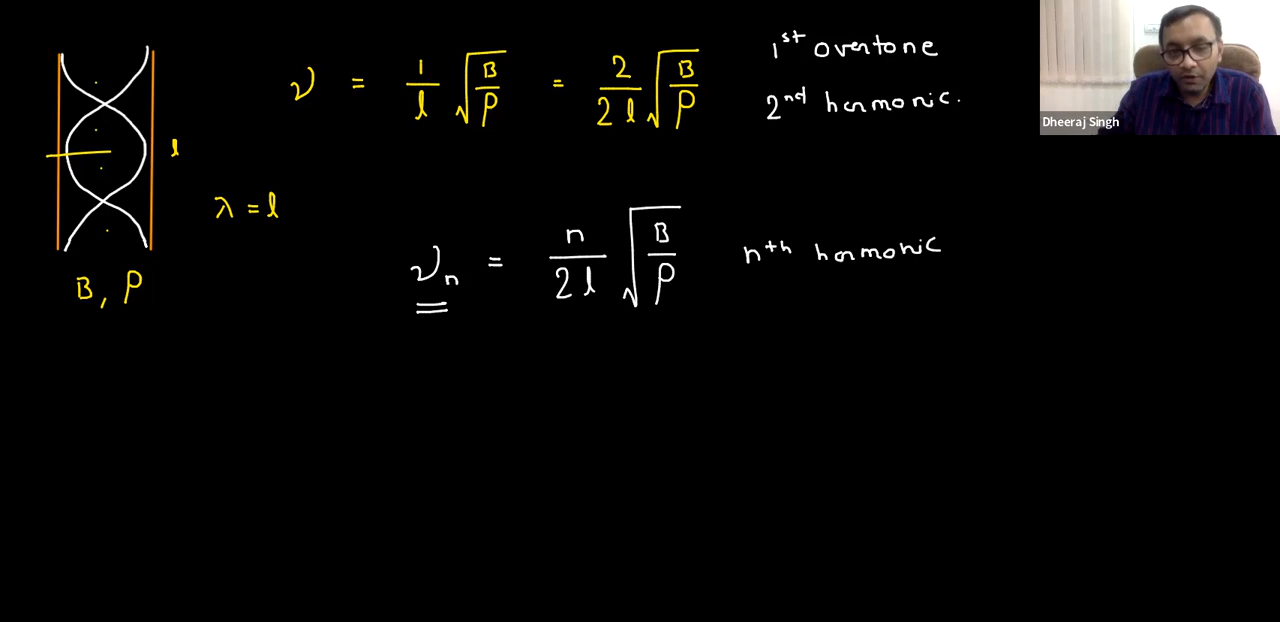 ν = 1/l √(B/ρ) = 2/2l √(B/ρ)
1st overtone
2nd harmonic.
Dheeraj Singh
l
λ = l
B, ρ
νn = n/2l √(B/ρ)
nth harmonic